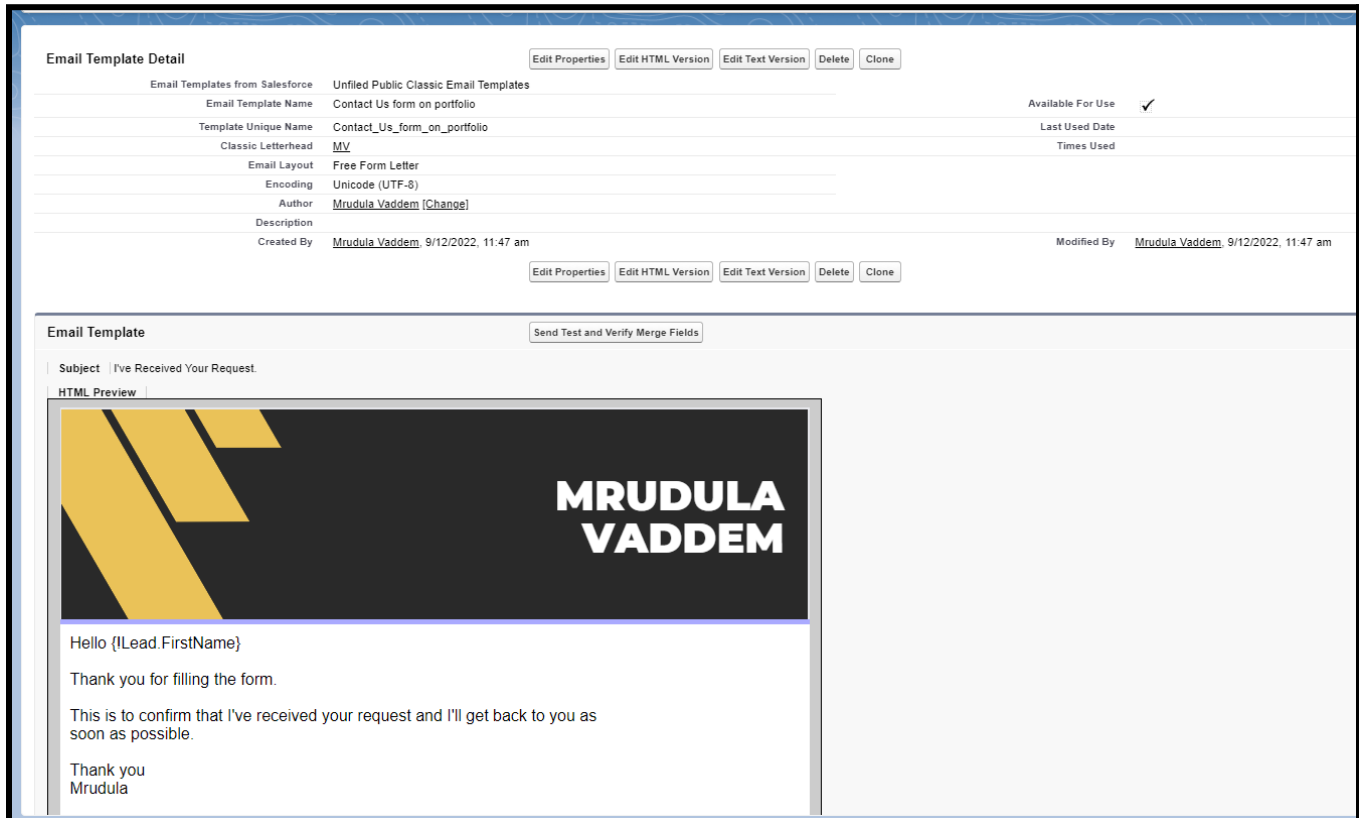 Email Template Detail
Edit Properties Edit HTML Version Edit Text Version Delete Clone
Email Templates from Salesforce Unfiled Public Classic Email Templates
Email Template Name Contact Us form on portfolio Available For Use ✓
Template Unique Name Contact_Us_form_on_portfolio Last Used Date
Classic Letterhead MV Times Used
Email Layout Free Form Letter
Encoding Unicode (UTF-8)
Author Mrudula Vaddem [Change]
Description
Created By Mrudula Vaddem, 9/12/2022, 11:47 am Modified By Mrudula Vaddem, 9/12/2022, 11:47 am
Edit Properties Edit HTML Version Edit Text Version Delete Clone
Email Template Send Test and Verify Merge Fields
Subject I've Received Your Request.
HTML Preview
MRUDULA
VADDEM
Hello {!Lead.FirstName}
Thank you for filling the form.
This is to confirm that I've received your request and I'll get back to you as
soon as possible.
Thank you
Mrudula